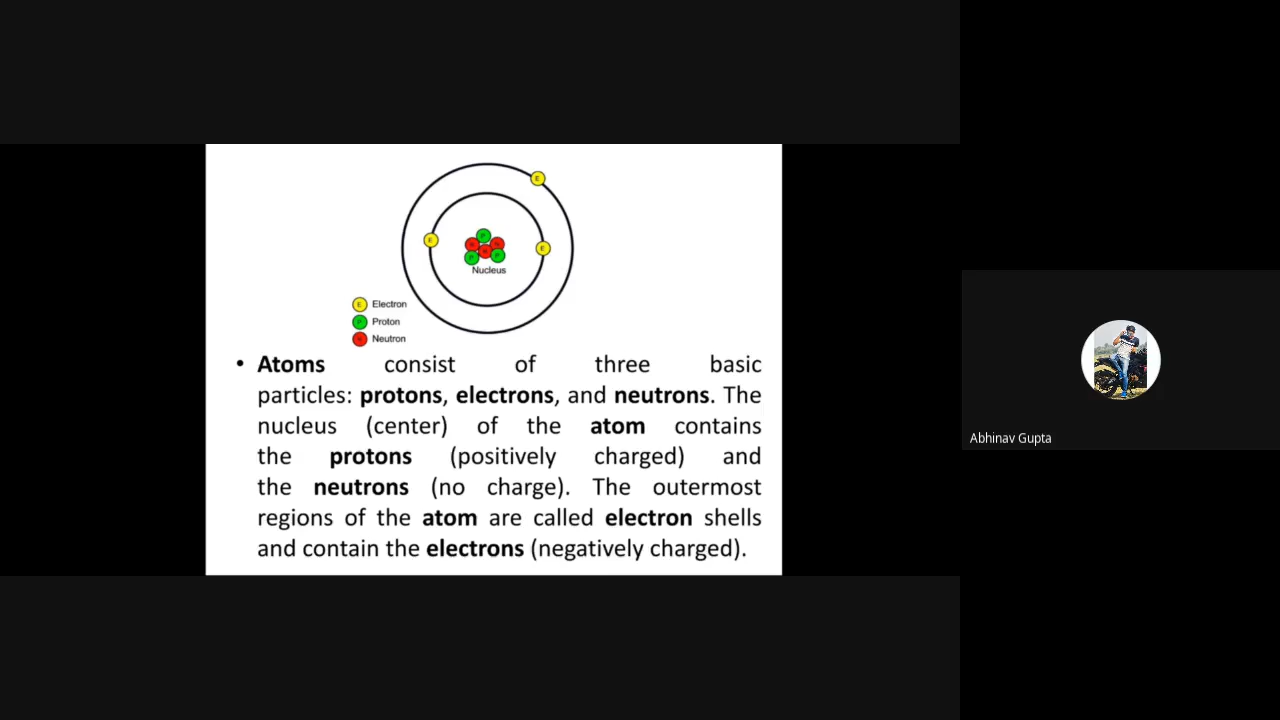 E
E
P
E
P
P
Nucleus
E Electron
P Proton
Neutron
• Atoms consist of three basic
particles: protons, electrons, and neutrons. The
nucleus (center) of the atom contains
the protons (positively charged) and
the neutrons (no charge). The outermost
regions of the atom are called electron shells
and contain the electrons (negatively charged).
Abhinav Gupta